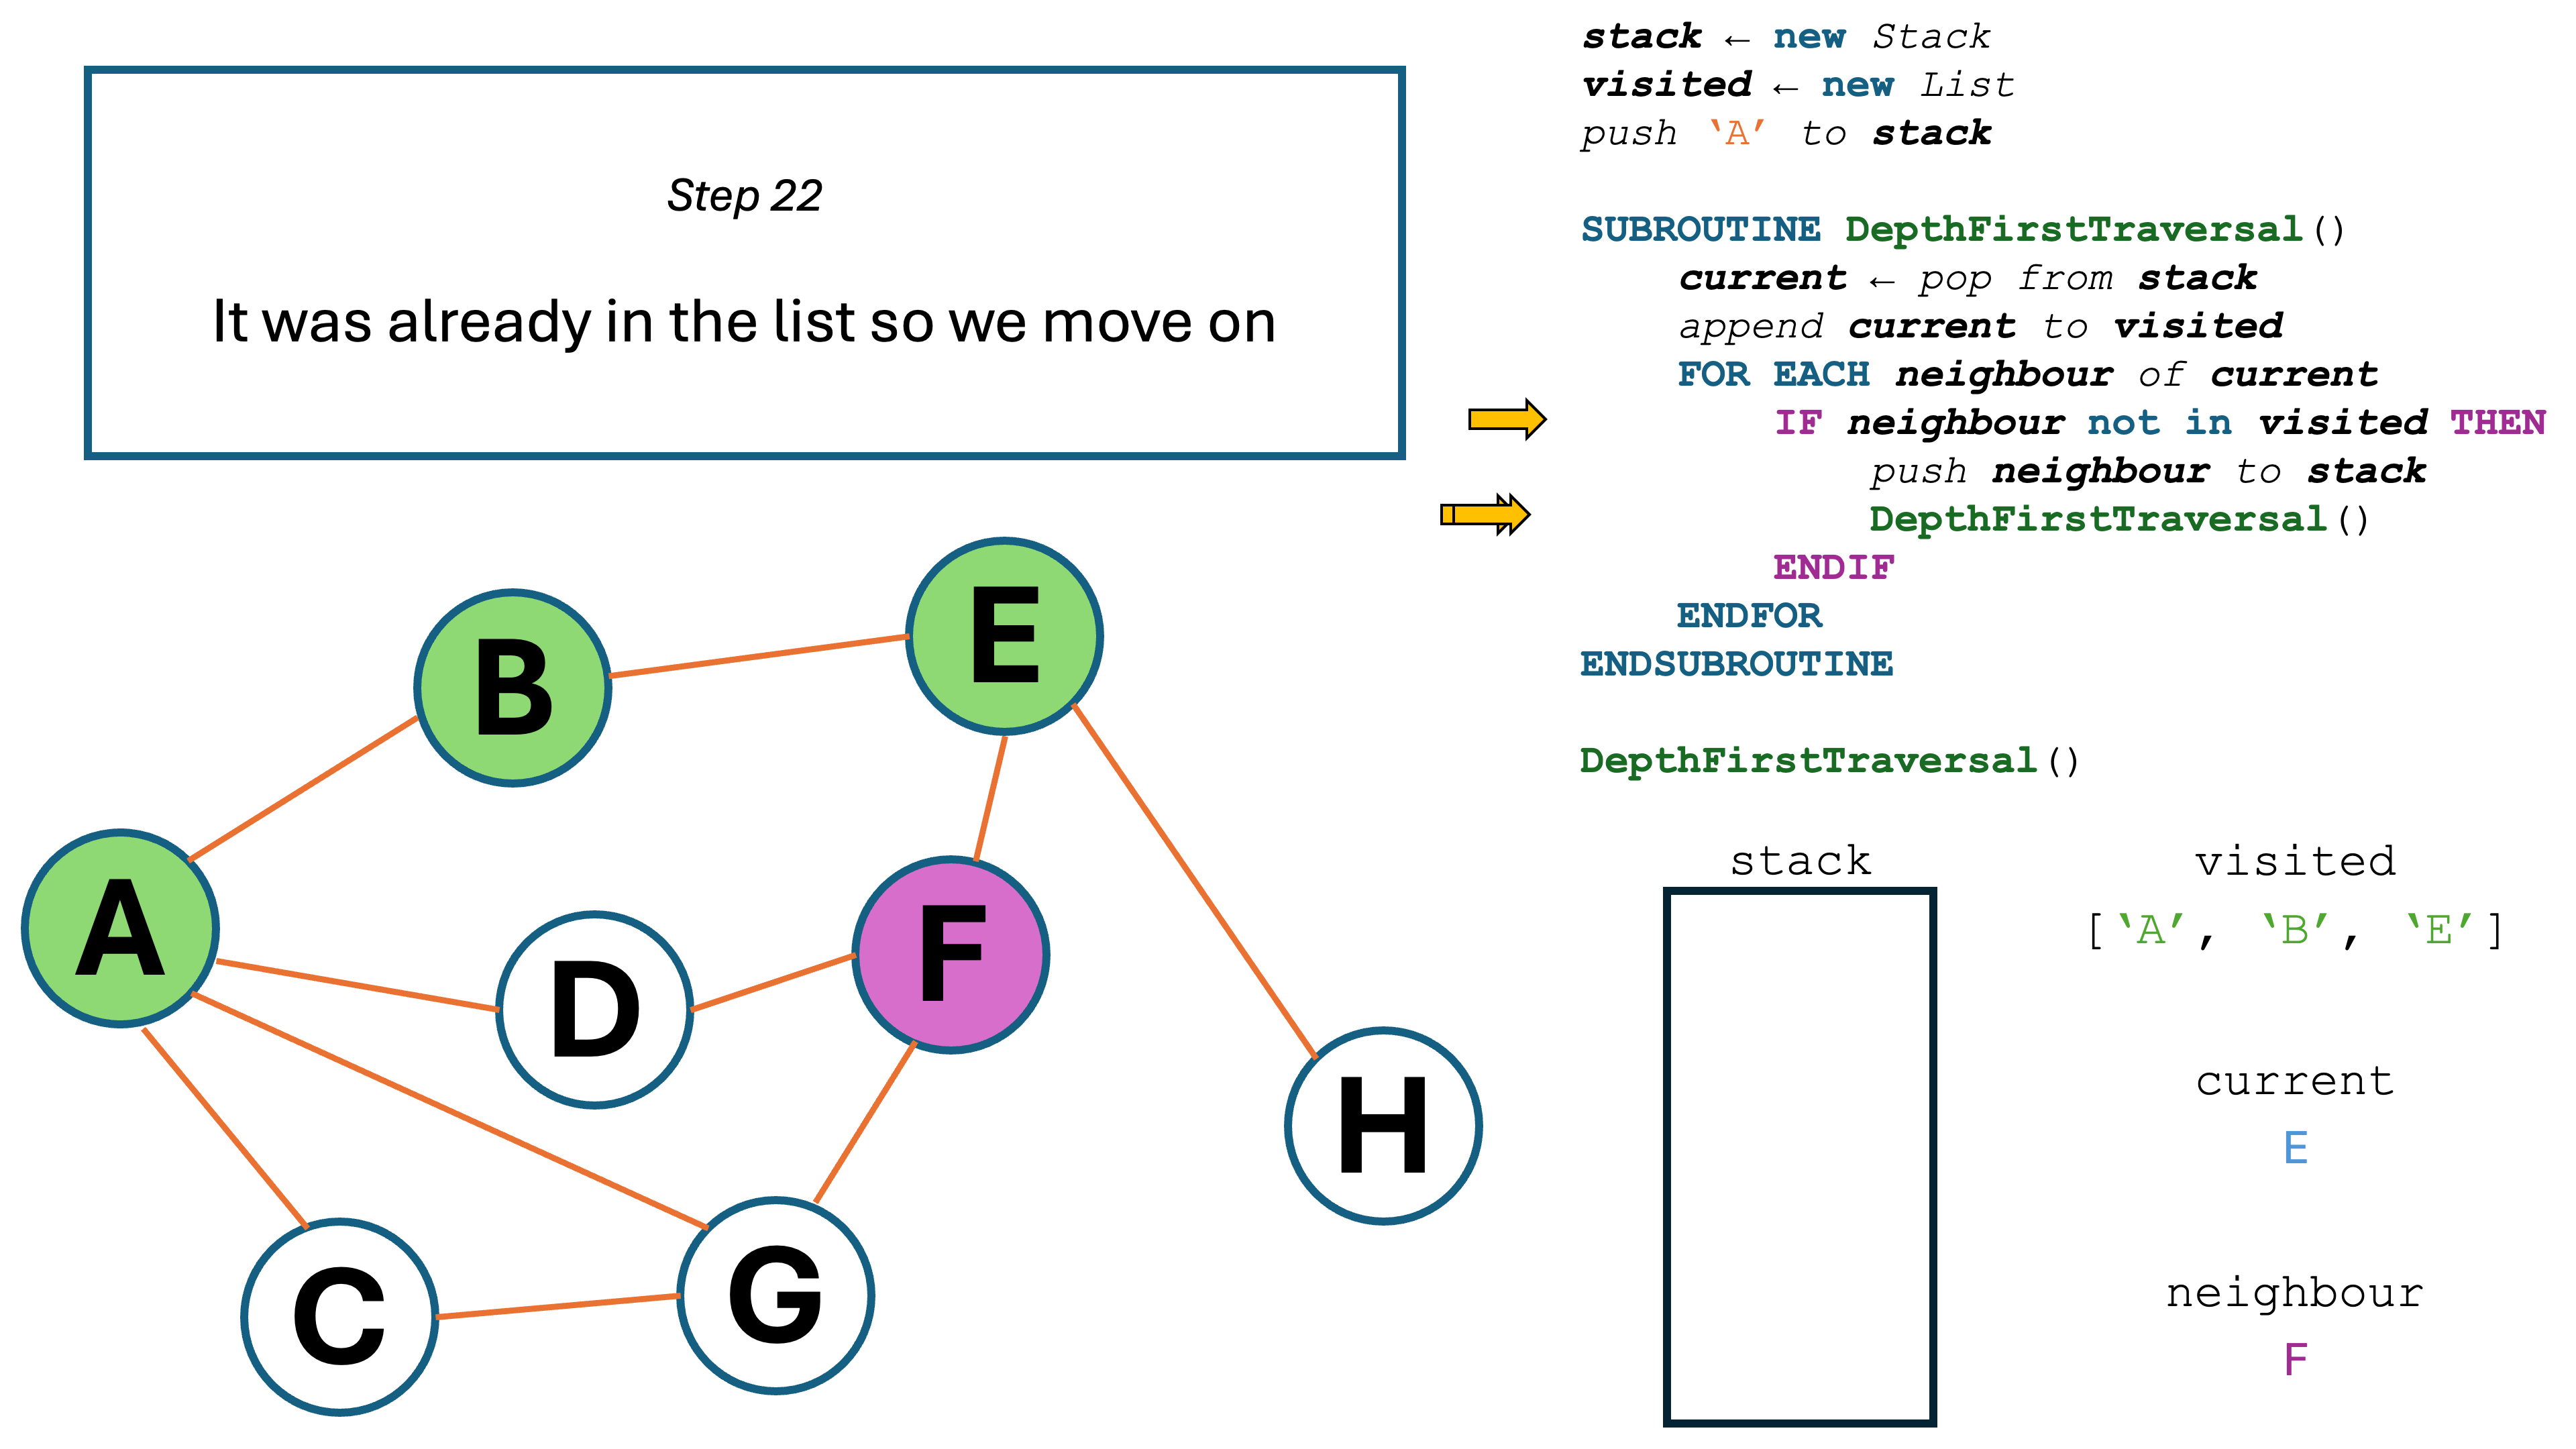 Step 22
It was already in the list so we move on
stack ← new Stack
visited ← new List
push ‘A’ to stack
SUBROUTINE DepthFirstTraversal()
current ← pop from stack
append current to visited
FOR EACH neighbour of current
IF neighbour not in visited THEN
push neighbour to stack
DepthFirstTraversal()
ENDIF
ENDFOR
ENDSUBROUTINE
DepthFirstTraversal()
B
E
A
D
F
C
G
H
stack
visited
[‘A’, ‘B’, ‘E’]
current
E
neighbour
F